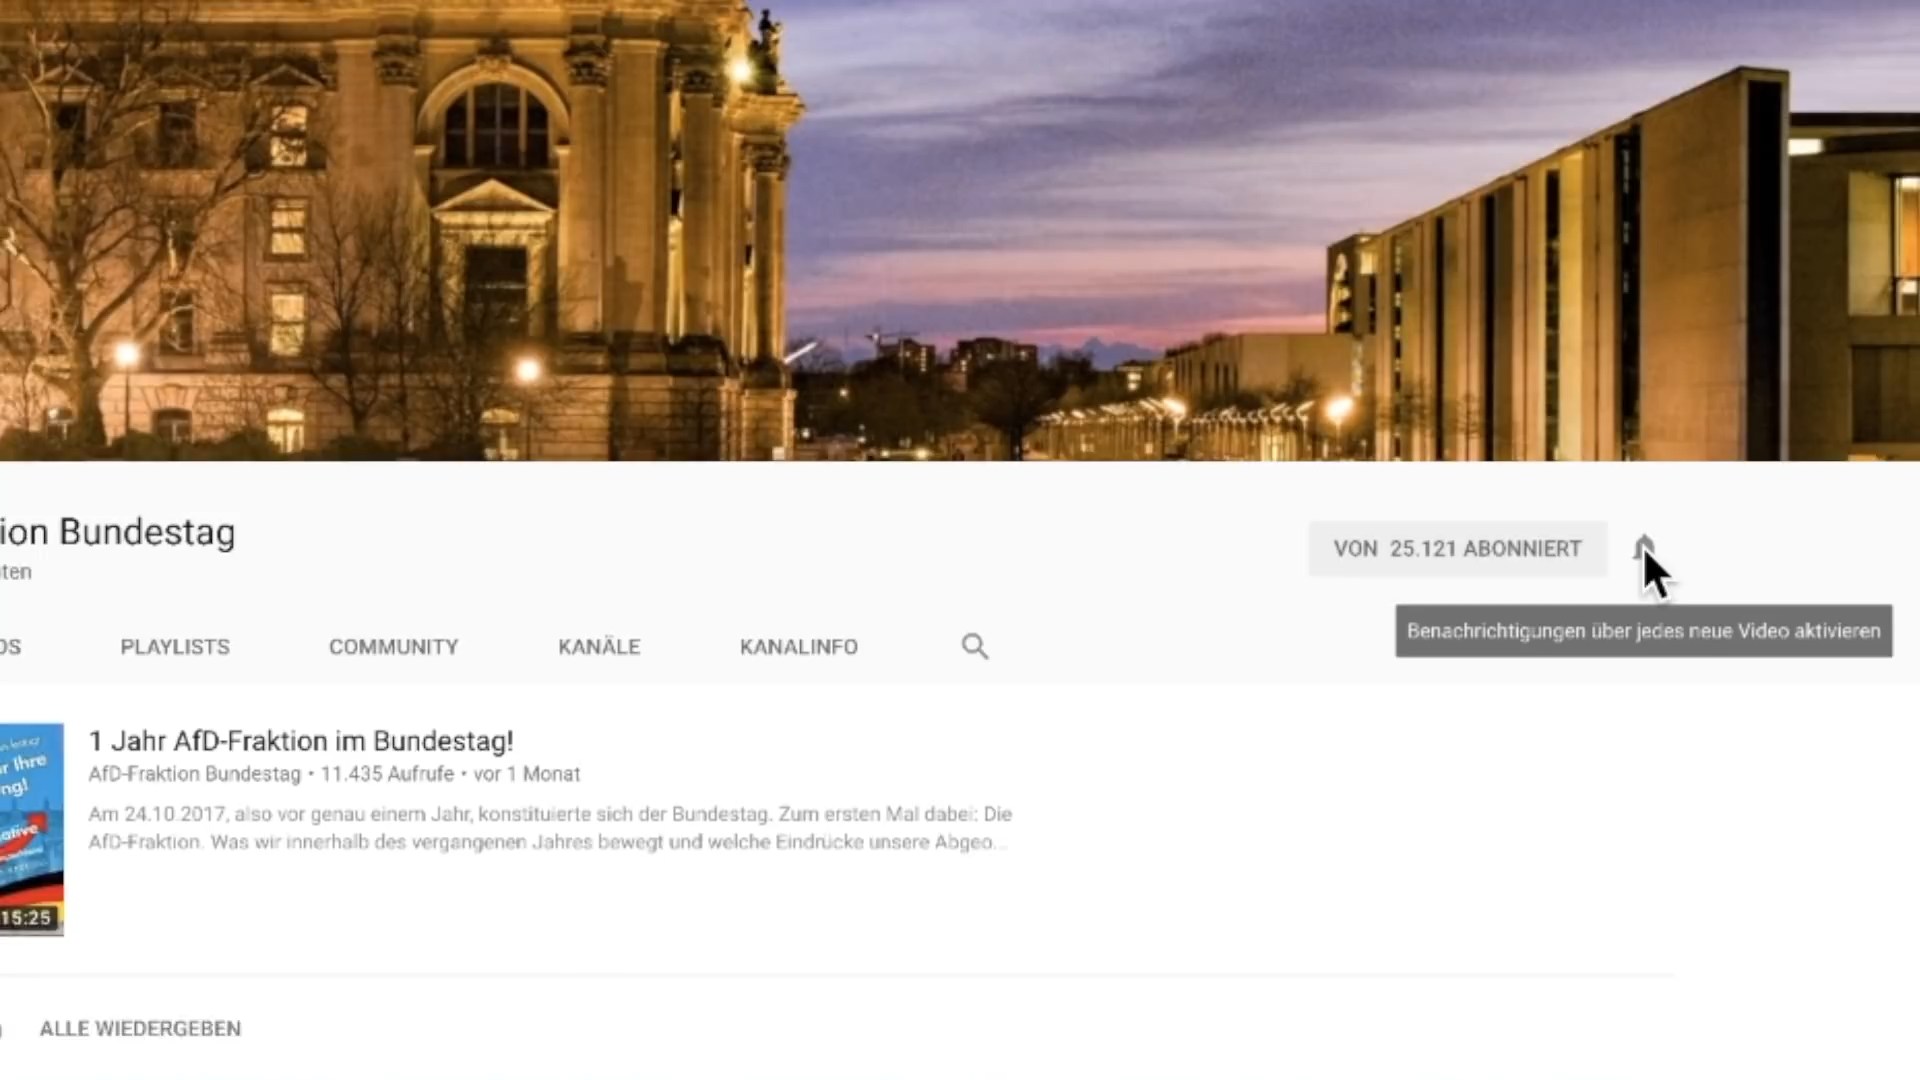 ion Bundestag
ten
VON 25.121 ABONNIERT
OS PLAYLISTS COMMUNITY KANÄLE KANALINFO
Benachrichtigungen über jedes neue Video aktivieren
1 Jahr AfD-Fraktion im Bundestag!
AfD-Fraktion Bundestag • 11.435 Aufrufe • vor 1 Monat
Am 24.10.2017, also vor genau einem Jahr, konstituierte sich der Bundestag. Zum ersten Mal dabei: Die
AfD-Fraktion. Was wir innerhalb des vergangenen Jahres bewegt und welche Eindrücke unsere Abgeo...
r Ihre
ng!
ative
15:25
ALLE WIEDERGEBEN